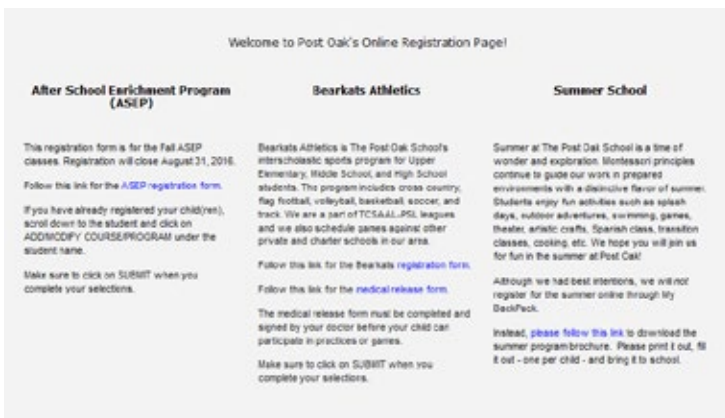 Welcome to Post Oak's Online Registration Page!
After School Enrichment Program
(ASEP)
This registration form is for the Fall ASEP
classes. Registration will close August 31, 2016.
Follow this link for the ASEP registration form.
If you have already registered your child(ren),
scroll down to the student and click on
ADD/MODIFY COURSE/PROGRAM under the
student name.
Make sure to click on SUBMIT when you
complete your selections.
Bearkats Athletics
Bearkats Athletics is The Post Oak School's
interscholastic sports program for Upper
Elementary, Middle School, and High School
students. The program includes cross country,
flag football, volleyball, basketball, soccer, and
track. We are a part of TCSAAL-PSL leagues
and we also schedule games against other
private and charter schools in our area.
Follow this link for the Bearkats registration form.
Follow this link for the medical release form.
The medical release form must be completed and
signed by your doctor before your child can
participate in practices or games.
Make sure to click on SUBMIT when you
complete your selections.
Summer School
Summer at The Post Oak School is a time of
wonder and exploration. Montessori principles
continue to guide our work in prepared
environments with a distinctive flavor of summer.
Students enjoy fun activities such as splash
days, outdoor adventures, swimming, games,
theater, artistic crafts, Spanish class, transition
classes, cooking, etc. We hope you will join us
for fun in the summer at Post Oak!
Although we had best intentions, we will not
register for the summer online through My
BackPack.
Instead, please follow this link to download the
summer program brochure. Please print it out, fill
it out - one per child - and bring it to school.